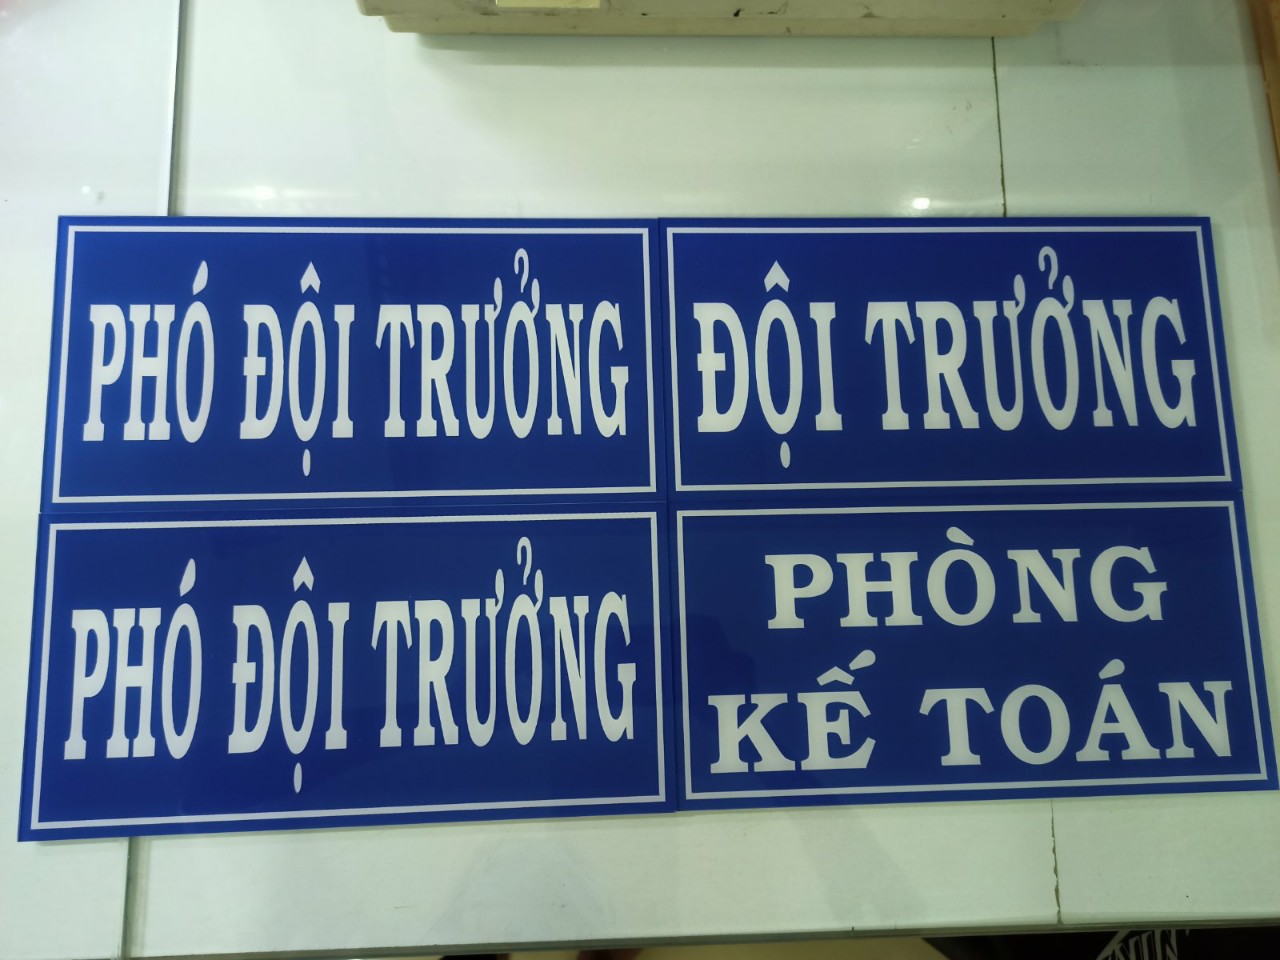 PHÓ ĐỘI TRƯỞNG
ĐỘI TRƯỞNG
PHÓ ĐỘI TRƯỞNG
PHÒNG
KẾ TOÁN